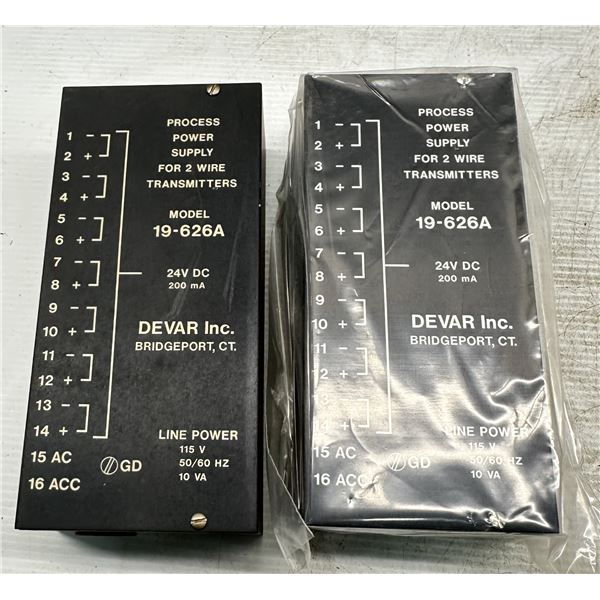 PROCESS
POWER
SUPPLY
FOR 2 WIRE
TRANSMITTERS
MODEL
19-626A
24V DC
200 mA
DEVAR Inc.
BRIDGEPORT, CT.
LINE POWER
115 V
50/60 HZ
10 VA
1 -
2 +
3 -
4 +
5 -
6 +
7 -
8 +
9 -
10 +
11 -
12 +
13 -
14 +
15 AC
16 ACC
GD
PROCESS
POWER
SUPPLY
FOR 2 WIRE
TRANSMITTERS
MODEL
19-626A
24V DC
200 mA
DEVAR Inc.
BRIDGEPORT, CT.
LINE POWER
115 V
50/60 HZ
10 VA
1 -
2 +
3 -
4 +
5 -
6 +
7 -
8 +
9 -
10 +
11 -
12 +
13 -
14 +
15 AC
16 ACC
GD